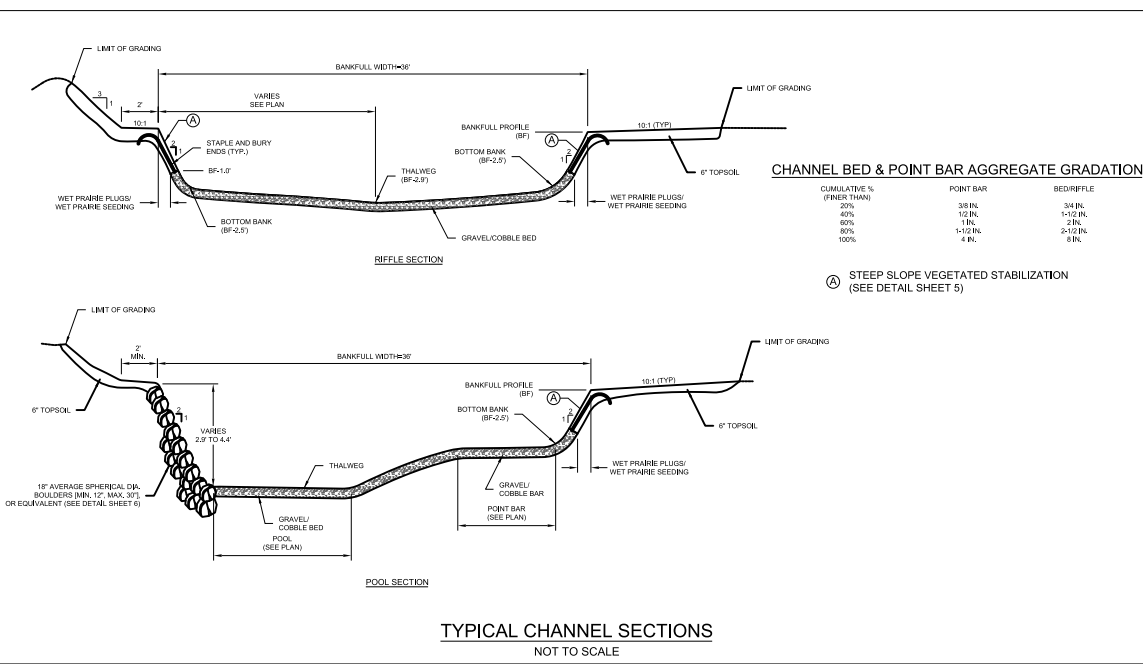 LIMIT OF GRADING
BANKFULL WIDTH=36'
3
1
2'
VARIES
SEE PLAN
LIMIT OF GRADING
10:1
A
BANKFULL PROFILE
(BF)
10:1 (TYP)
A
2
1
STAPLE AND BURY
ENDS (TYP.)
BOTTOM BANK
(BF-2.5')
2
1
BF-1.0'
THALWEG
(BF-2.9')
6" TOPSOIL
WET PRAIRIE PLUGS/
WET PRAIRIE SEEDING
WET PRAIRIE PLUGS/
WET PRAIRIE SEEDING
BOTTOM BANK
(BF-2.5')
GRAVEL/COBBLE BED
RIFFLE SECTION
CHANNEL BED & POINT BAR AGGREGATE GRADATION
CUMULATIVE % POINT BAR BED/RIFFLE
(FINER THAN)
20% 3/8 IN. 3/4 IN.
40% 1/2 IN. 1-1/2 IN.
60% 1 IN. 2 IN.
80% 1-1/2 IN. 2-1/2 IN.
100% 4 IN. 8 IN.
A STEEP SLOPE VEGETATED STABILIZATION
(SEE DETAIL SHEET 5)
LIMIT OF GRADING
2'
MIN.
BANKFULL WIDTH=36'
LIMIT OF GRADING
BANKFULL PROFILE
(BF)
10:1 (TYP)
A
6" TOPSOIL
2
1
VARIES
2.9' TO 4.4'
BOTTOM BANK
(BF-2.5')
2
1
6" TOPSOIL
THALWEG
WET PRAIRIE PLUGS/
WET PRAIRIE SEEDING
18" AVERAGE SPHERICAL DIA.
BOULDERS [MIN. 12", MAX. 30"],
OR EQUIVALENT (SEE DETAIL SHEET 6)
GRAVEL/
COBBLE BAR
POINT BAR
(SEE PLAN)
GRAVEL/
COBBLE BED
POOL
(SEE PLAN)
POOL SECTION
TYPICAL CHANNEL SECTIONS
NOT TO SCALE